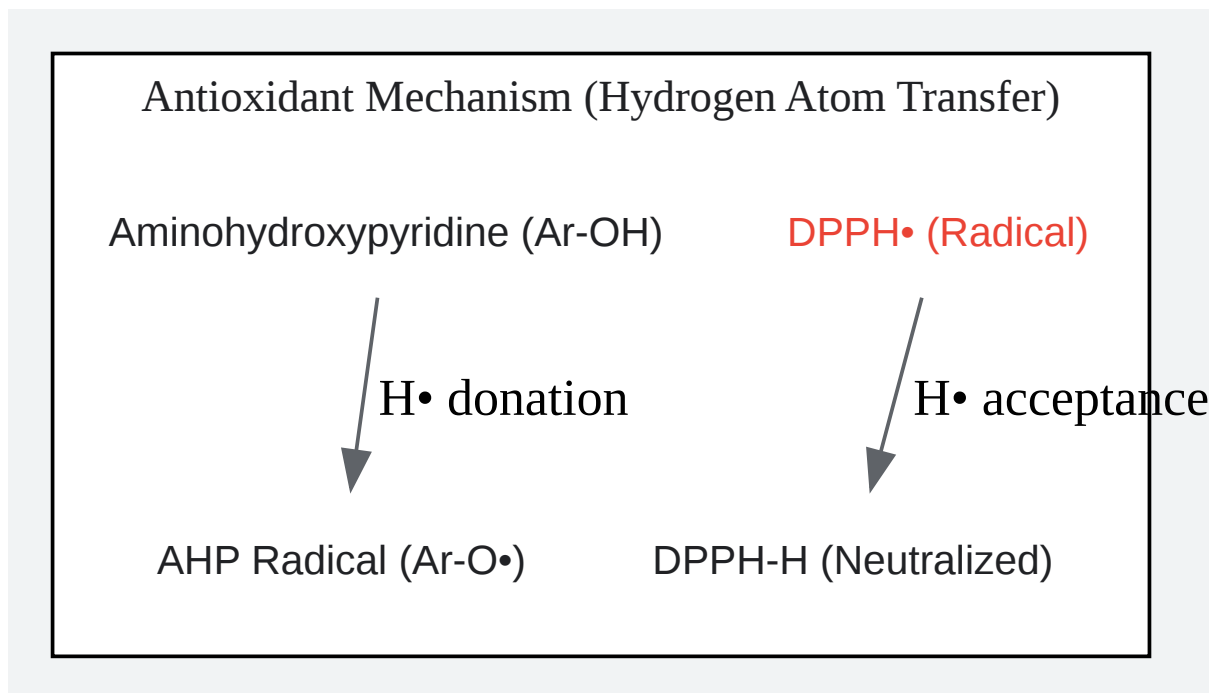 Antioxidant Mechanism (Hydrogen Atom Transfer)
Aminohydroxypyridine (Ar-OH)
DPPH• (Radical)
H• donation
H• acceptance
AHP Radical (Ar-O•)
DPPH-H (Neutralized)